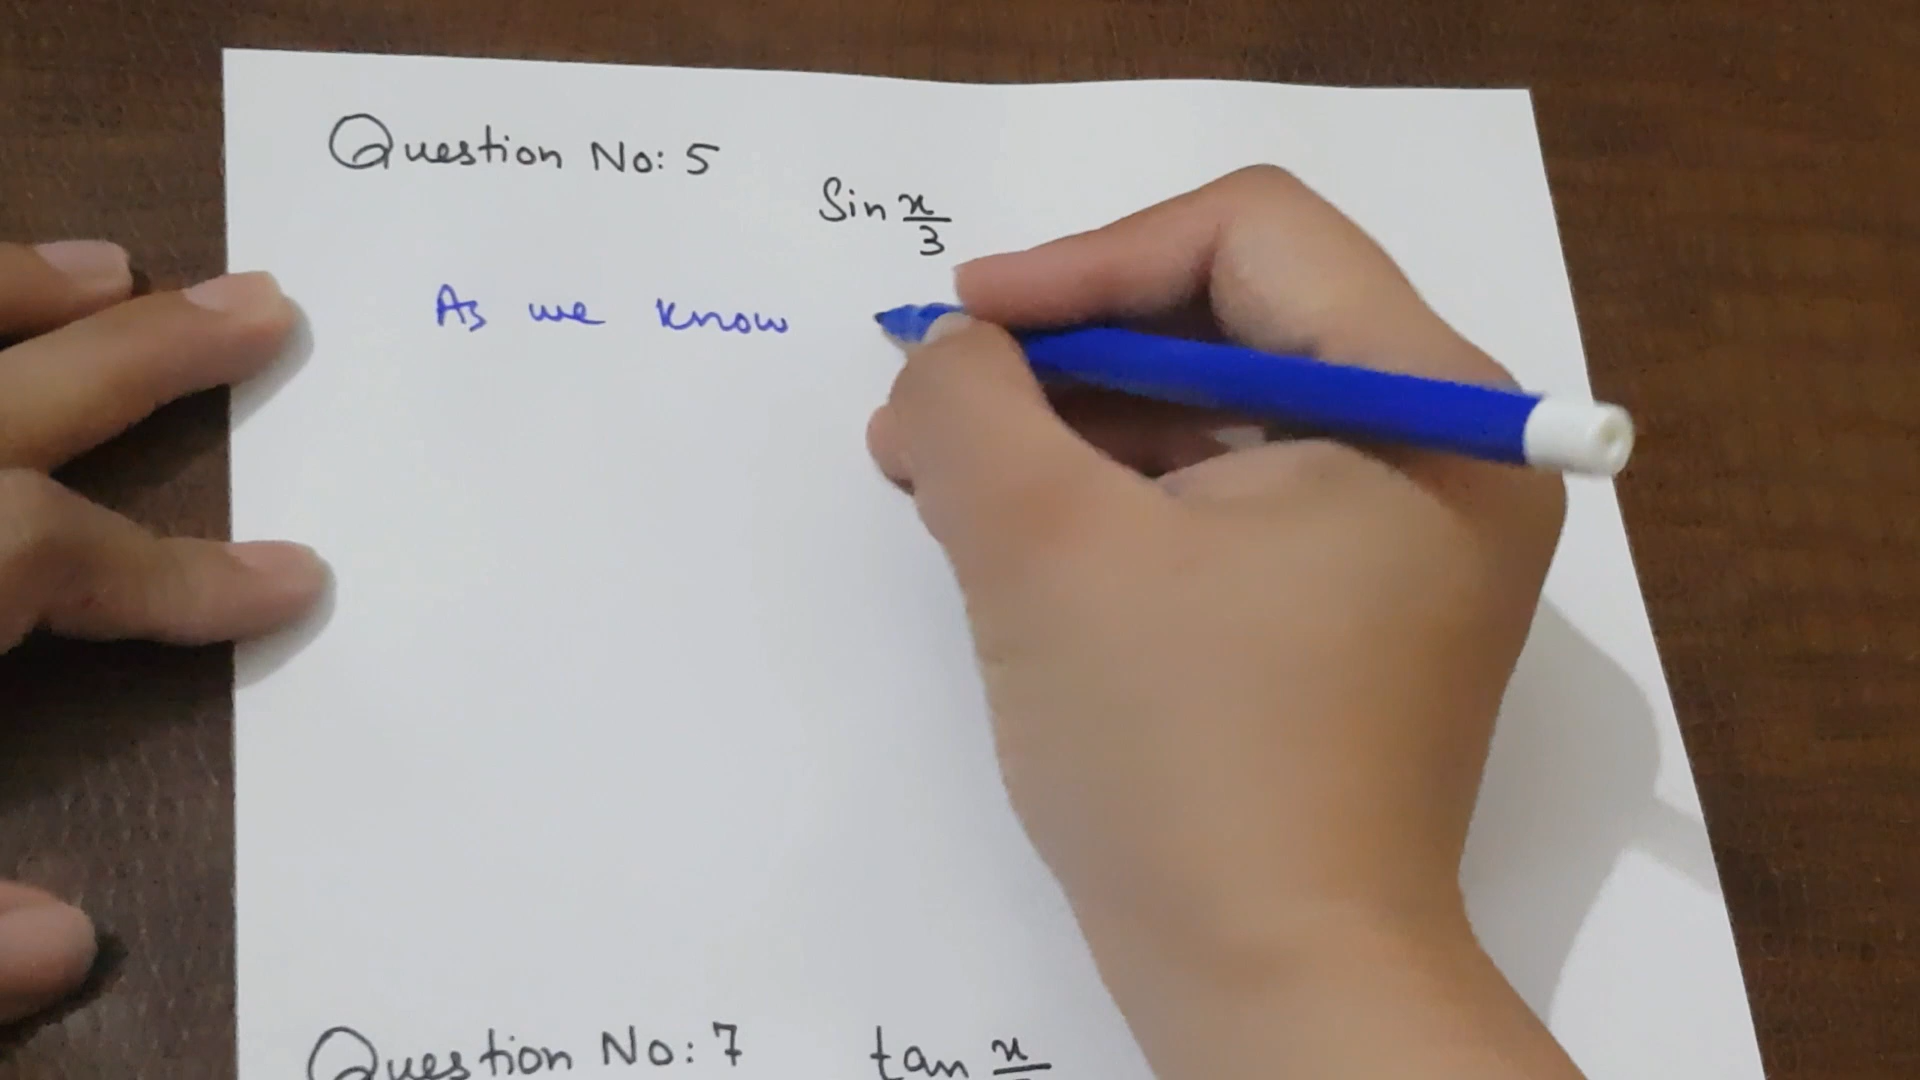 Question No: 5
Sin x/3
As we know
Question No: 7 tan x